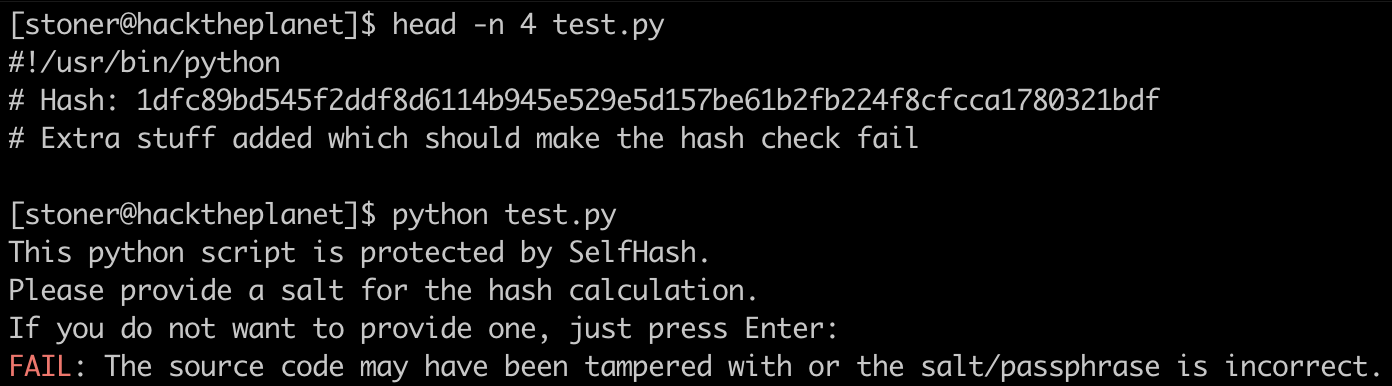 [stoner@hacktheplanet]$ head -n 4 test.py
#!/usr/bin/python
# Hash: 1dfc89bd545f2ddf8d6114b945e529e5d157be61b2fb224f8cfcca1780321bdf
# Extra stuff added which should make the hash check fail
[stoner@hacktheplanet]$ python test.py
This python script is protected by SelfHash.
Please provide a salt for the hash calculation.
If you do not want to provide one, just press Enter:
FAIL: The source code may have been tampered with or the salt/passphrase is incorrect.